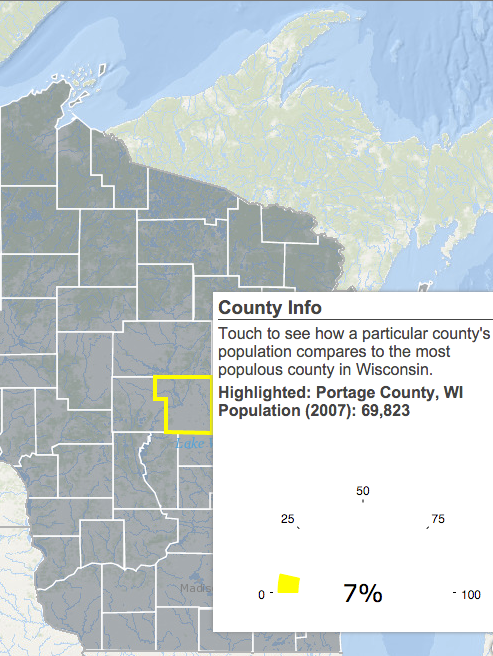 County Info
Touch to see how a particular county's
population compares to the most
populous county in Wisconsin.
Highlighted: Portage County, WI
Population (2007): 69,823
Lake
50
25
75
0
7%
100
Madis